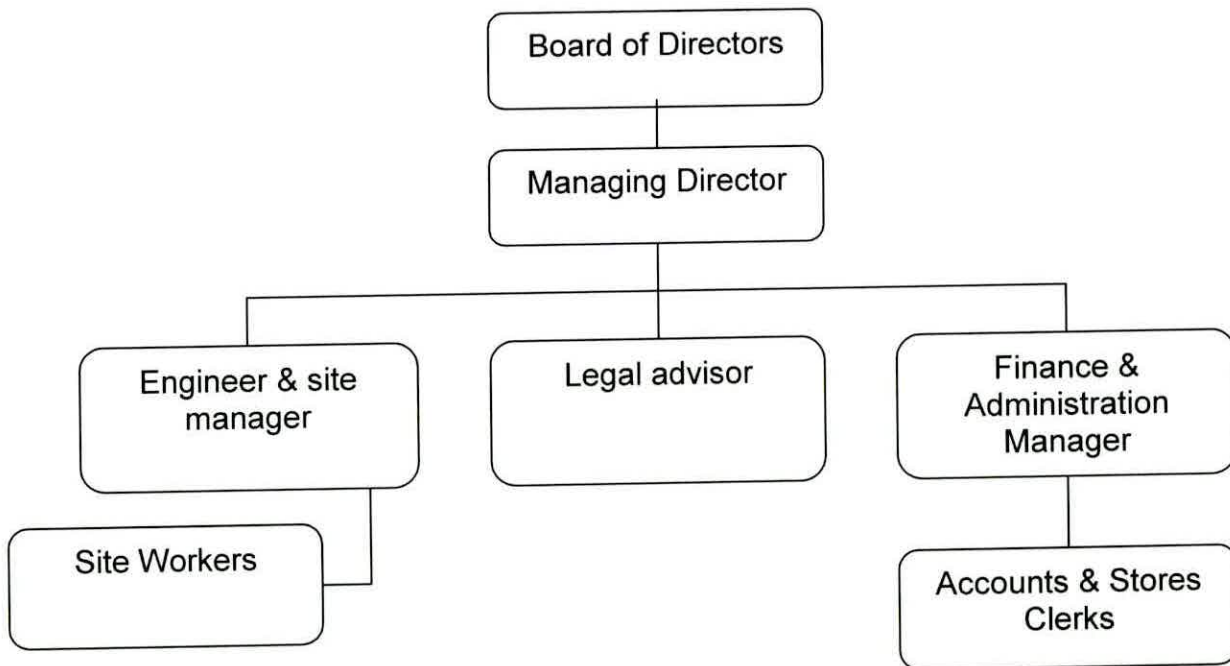 Board of Directors
Managing Director
Engineer & site
manager
Legal advisor
Finance &
Administration
Manager
Site Workers
Accounts & Stores
Clerks